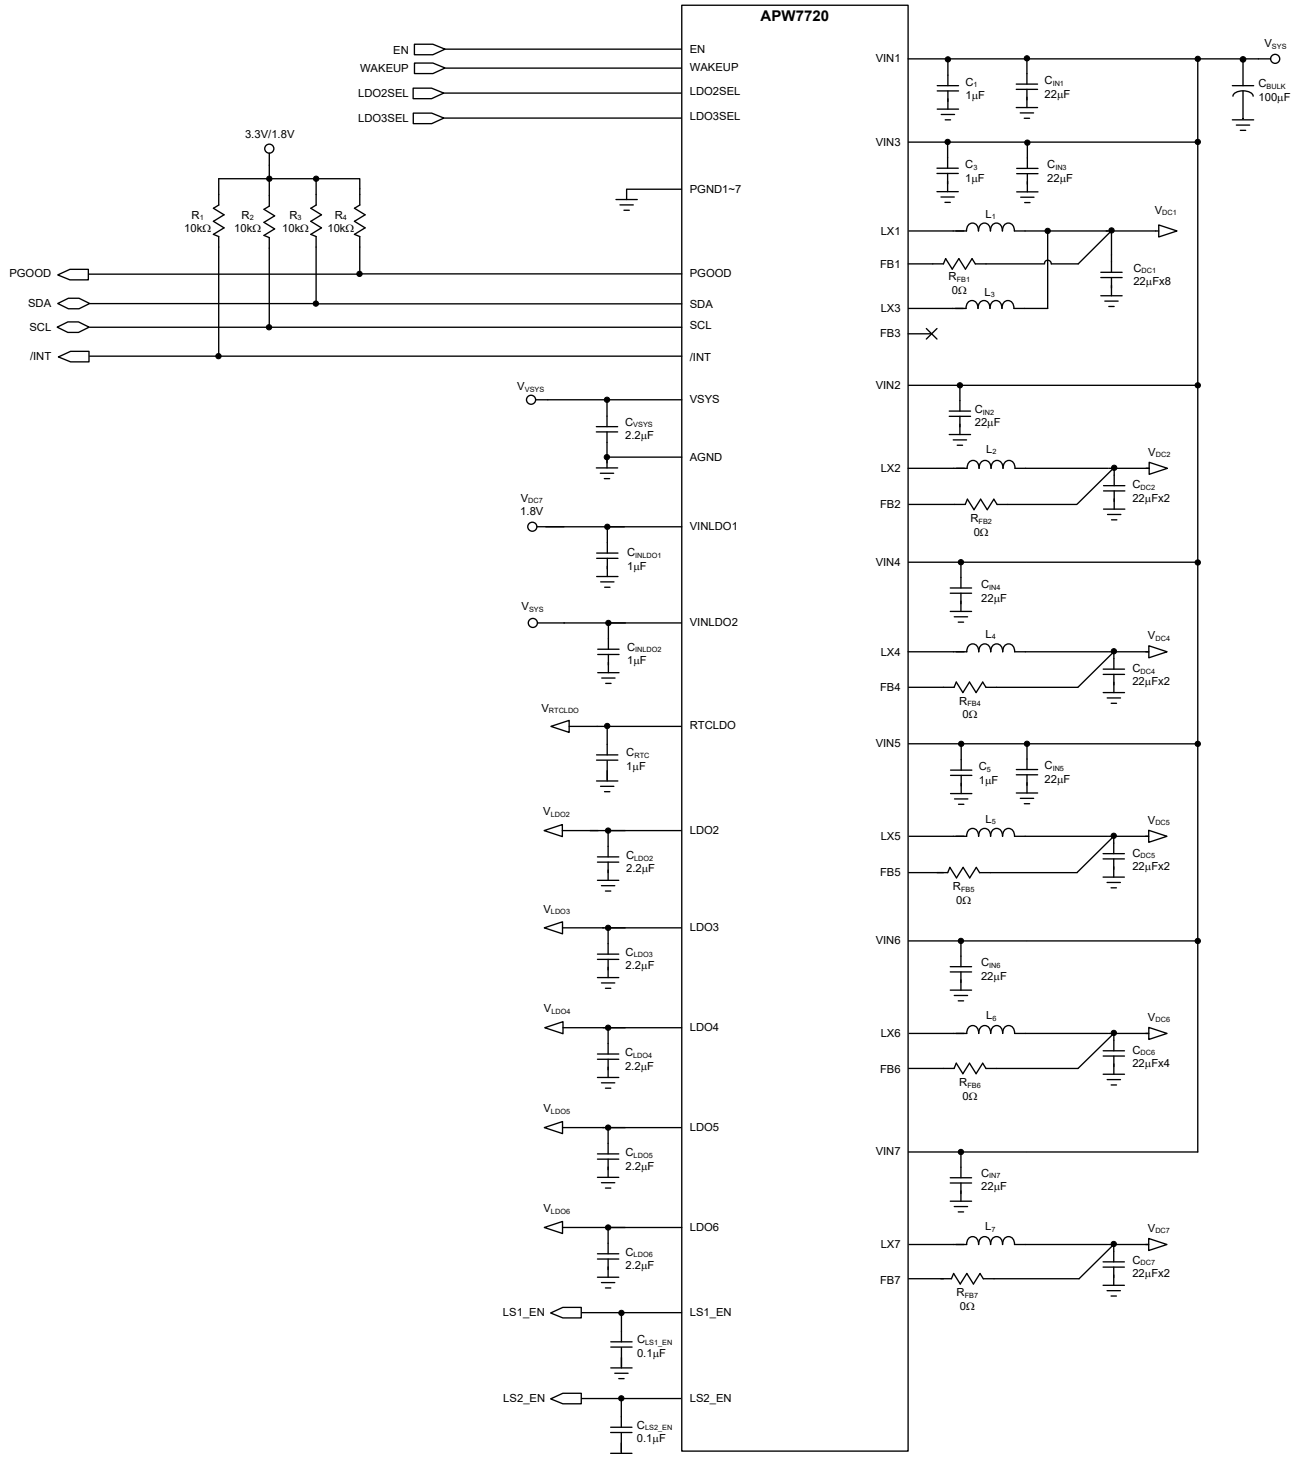 APW7720
EN
WAKEUP
LDO2SEL
LDO3SEL
EN
WAKEUP
LDO2SEL
LDO3SEL
3.3V/1.8V
R1
10kΩ
R2
10kΩ
R3
10kΩ
R4
10kΩ
PGND1~7
PGOOD
PGOOD
SDA
SDA
SCL
SCL
/INT
/INT
VVSYS
VSYS
CVSYS
2.2μF
AGND
VDC7
1.8V
VINLDO1
CINLDO1
1μF
VSYS
VINLDO2
CINLDO2
1μF
VRTCLDO
RTCLDO
CRTC
1μF
VLDO2
LDO2
CLDO2
2.2μF
VLDO3
LDO3
CLDO3
2.2μF
VLDO4
LDO4
CLDO4
2.2μF
VLDO5
LDO5
CLDO5
2.2μF
VLDO6
LDO6
CLDO6
2.2μF
LS1_EN
LS1_EN
CLS1_EN
0.1μF
LS2_EN
LS2_EN
CLS2_EN
0.1μF
VIN1
C1
1μF
CIN1
22μF
VSYS
CBULK
100μF
VIN3
C3
1μF
CIN3
22μF
LX1
L1
VDC1
FB1
RFB1
0Ω
CDC1
22μFx8
LX3
L3
FB3
VIN2
CIN2
22μF
LX2
L2
VDC2
FB2
RFB2
0Ω
CDC2
22μFx2
VIN4
CIN4
22μF
LX4
L4
VDC4
FB4
RFB4
0Ω
CDC4
22μFx2
VIN5
C5
1μF
CIN5
22μF
LX5
L5
VDC5
FB5
RFB5
0Ω
CDC5
22μFx2
VIN6
CIN6
22μF
LX6
L6
VDC6
FB6
RFB6
0Ω
CDC6
22μFx4
VIN7
CIN7
22μF
LX7
L7
VDC7
FB7
RFB7
0Ω
CDC7
22μFx2